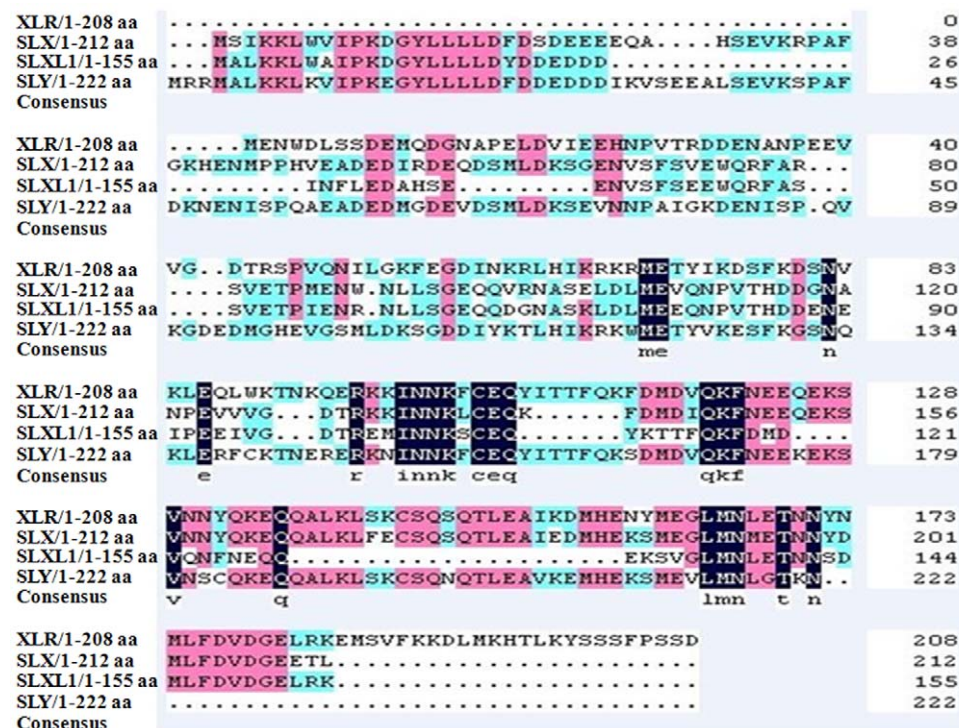 XLR/1-208 aa ............................................. 0
SLX/1-212 aa ...MSIKKLWVIPKDGYLLLLDFDSDEEEEQA....HSEVKRPAF 38
SLXL1/1-155 aa ...MALKKLWAIPKDGYLLLLDYDDEDDD................ 26
SLY/1-222 aa MRRMALKKLKVIPKEGYLLLLDFDDEDDDIKVSEEALSEVKSPAF 45
Consensus
XLR/1-208 aa .....MENWDLSSDEMQDGNAPELDVIEEHNPVTRDDENANPEEV 40
SLX/1-212 aa GKHENMPPHVEADEDIRDEQDSMLDKSGENVSFSVEWQRFAR... 80
SLXL1/1-155 aa .........INFLEDAHSE.........ENVSFSEEWQRFAS... 50
SLY/1-222 aa DKNENISPQAEADEDMGDEVDSMLDKSEVNNPAIGKDENISP.QV 89
Consensus
XLR/1-208 aa VG..DTRSPVQNILGKFEGDINKRLHIKRKRMETYIKDSFKDSNV 83
SLX/1-212 aa ....SVETPMENW.NLLSGEQQVRNASELDLMEVQNPVTHDDGNA 120
SLXL1/1-155 aa ....SVETPIENR.NLLSGEQQDGNASKLDLMEEQNPVTHDDENE 90
SLY/1-222 aa KGDEDMGHEVGSMLDKSGDDIYKTLHIKRKWMETYVKESFKGSNQ 134
Consensus me n
XLR/1-208 aa KLEQLWKTNKQERKKINNKFCEQYITTFQKFDMDVQKFNEEQEKS 128
SLX/1-212 aa NPEVVVG...DTRKKINNKLCEQK......FDMDIQKFNEEQEKS 156
SLXL1/1-155 aa IPEEIVG...DTREMINNKSCEQ.......YKTTFQKFDMD.... 121
SLY/1-222 aa KLERFCKTNERERKNINNKFCEQYITTFQKSDMDVQKFNEEKEKS 179
Consensus e r innk ceq qkf
XLR/1-208 aa VNNYQKEQQALKLSKCSQSQTLEAIKDMHENYMEGLMNLETNNYN 173
SLX/1-212 aa VNNYQKEQQALKLFECSQSQTLEAIEDMHEKSMEGLMNMETNNYD 201
SLXL1/1-155 aa VQNFNEQQ......................EKSVGLMNLETNNSD 144
SLY/1-222 aa VNSCQKEQQALKLSKCSQNQTLEAVKEMHEKSMEVLMNLGTKN.. 222
Consensus v q lmn t n
XLR/1-208 aa MLFDVDGELRKEMSVFKKDLMKHTLKYSSSFPSSD 208
SLX/1-212 aa MLFDVDGEETL........................ 212
SLXL1/1-155 aa MLFDVDGELRK........................ 155
SLY/1-222 aa ................................... 222
Consensus